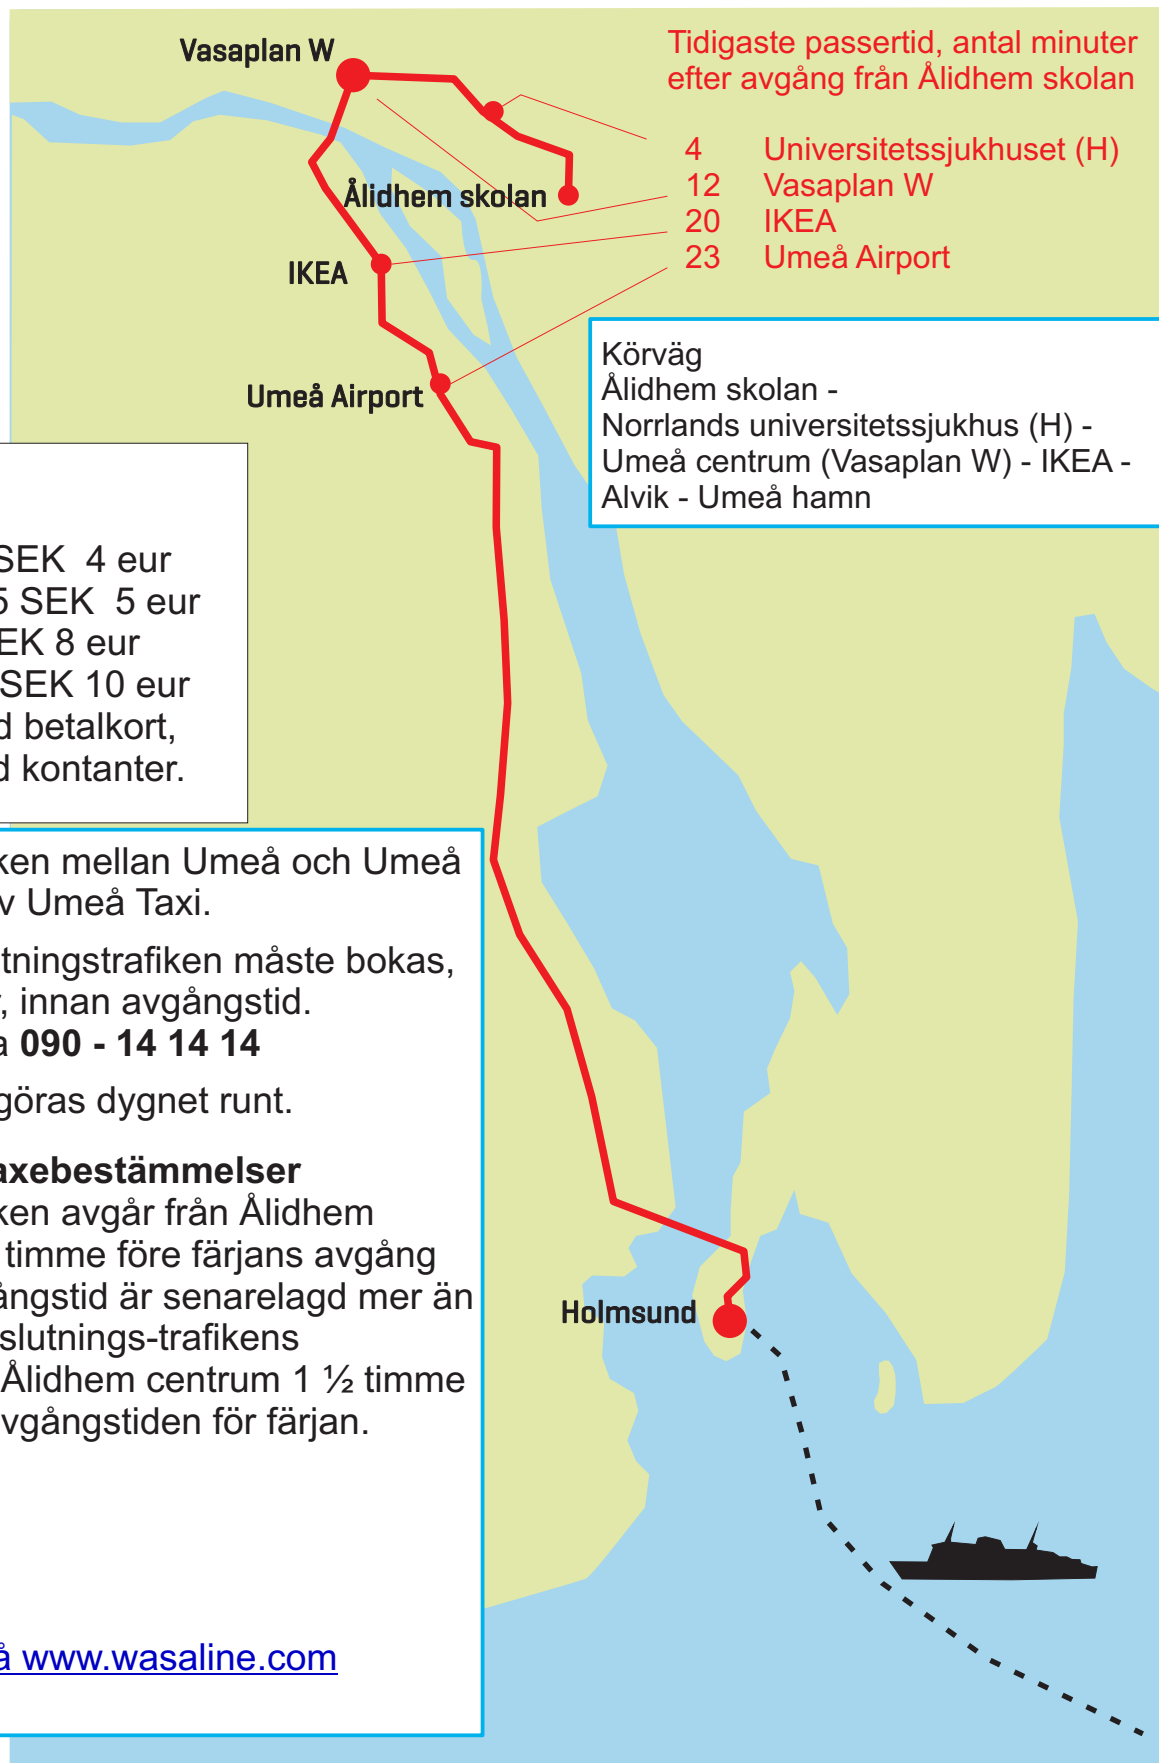 Vasaplan W
Tidigaste passertid, antal minuter
efter avgång från Ålidhem skolan
4 Universitetssjukhuset (H)
12 Vasaplan W
20 IKEA
23 Umeå Airport
Ålidhem skolan
IKEA
Umeå Airport
Körväg
Ålidhem skolan -
Norrlands universitetssjukhus (H) -
Umeå centrum (Vasaplan W) - IKEA -
Alvik - Umeå hamn
SEK 4 eur
5 SEK 5 eur
EK 8 eur
SEK 10 eur
d betalkort,
d kontanter.
ken mellan Umeå och Umeå
v Umeå Taxi.
tningstrafiken måste bokas,
, innan avgångstid.
a 090 - 14 14 14
göras dygnet runt.
axebestämmelser
ken avgår från Ålidhem
timme före färjans avgång
ångstid är senarelagd mer än
slutnings-trafikens
Ålidhem centrum 1 ½ timme
vgångstiden för färjan.
å www.wasaline.com
Holmsund